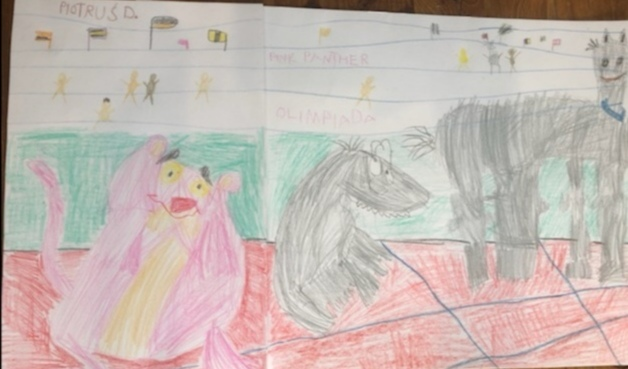 PIOTRUŚ D.
PINK PANTHER
OLIMPIADA